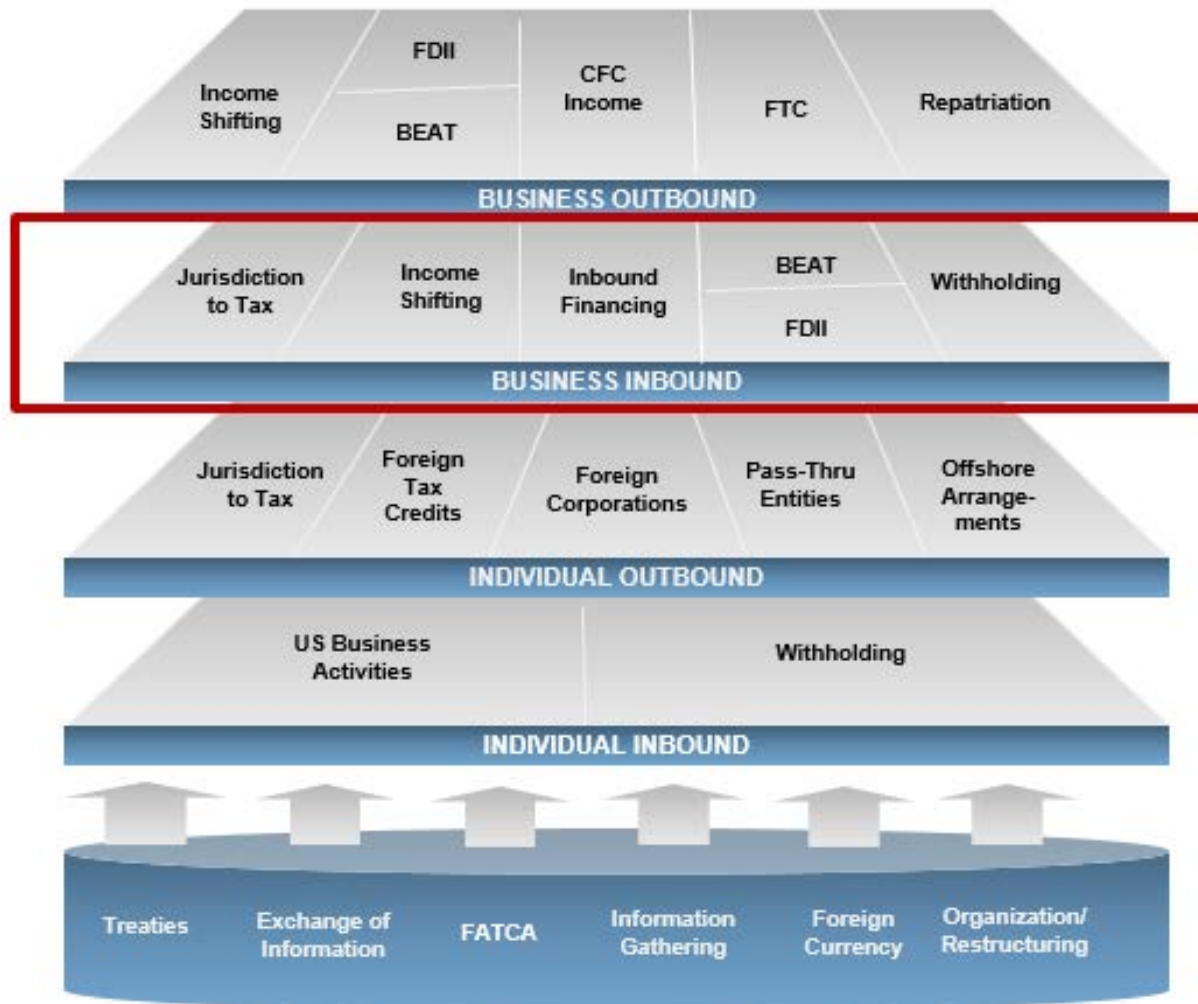 FDII
BEAT
Income
Shifting
CFC
Income
FTC
Repatriation
BUSINESS OUTBOUND
Jurisdiction
to Tax
Income
Shifting
Inbound
Financing
BEAT
FDII
Withholding
BUSINESS INBOUND
Jurisdiction
to Tax
Foreign
Tax
Credits
Foreign
Corporations
Pass-Thru
Entities
Offshore
Arrange-
ments
INDIVIDUAL OUTBOUND
US Business
Activities
Withholding
INDIVIDUAL INBOUND
Treaties
Exchange of
Information
FATCA
Information
Gathering
Foreign
Currency
Organization/
Restructuring